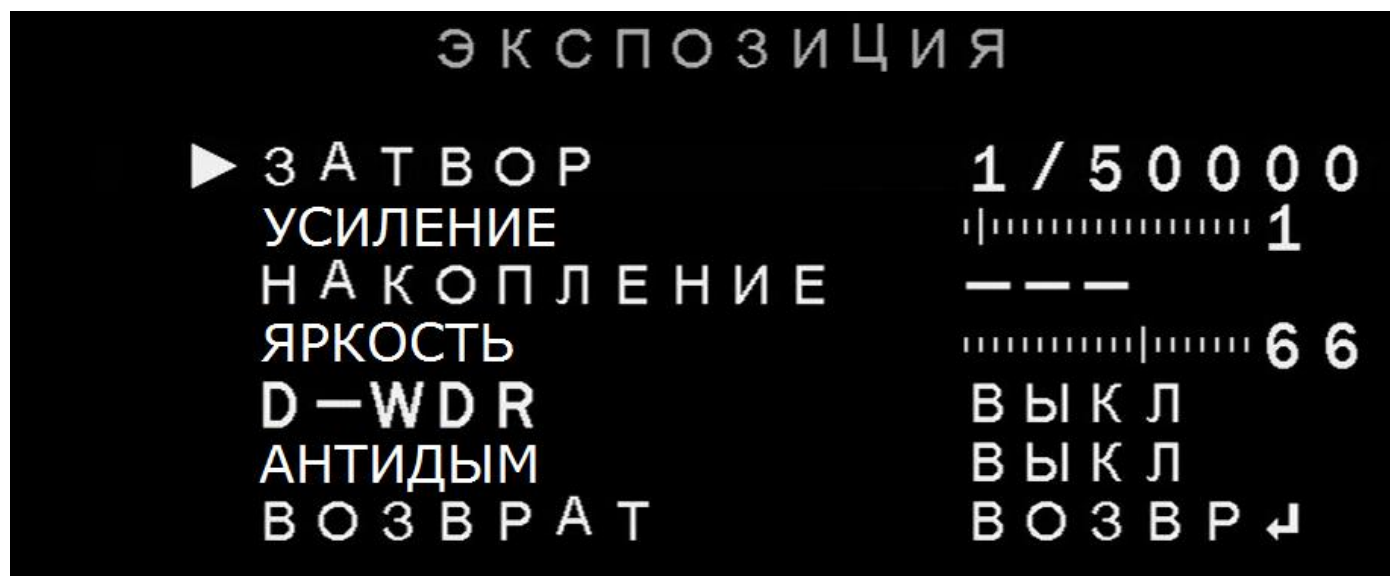 ЭКСПОЗИЦИЯ
▶ЗАТВОР 1/50000
УСИЛЕНИЕ 1
НАКОПЛЕНИЕ ---
ЯРКОСТЬ 66
D-WDR ВЫКЛ
АНТИДЫМ ВЫКЛ
ВОЗВРАТ ВОЗВР↲